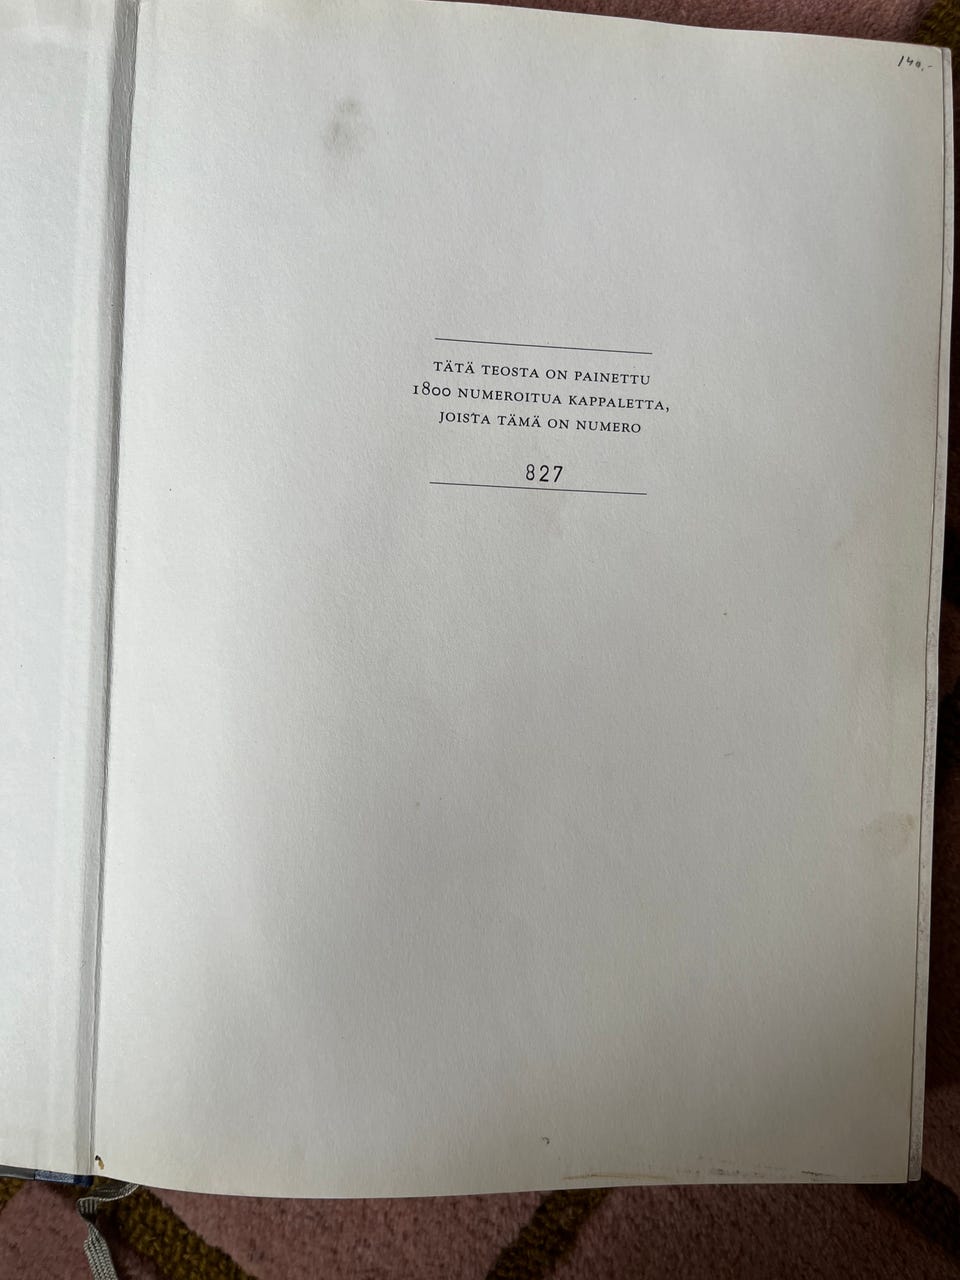 140,-
TÄTÄ TEOSTA ON PAINETTU
1800 NUMEROITUA KAPPALETTA,
JOISTA TÄMÄ ON NUMERO
827